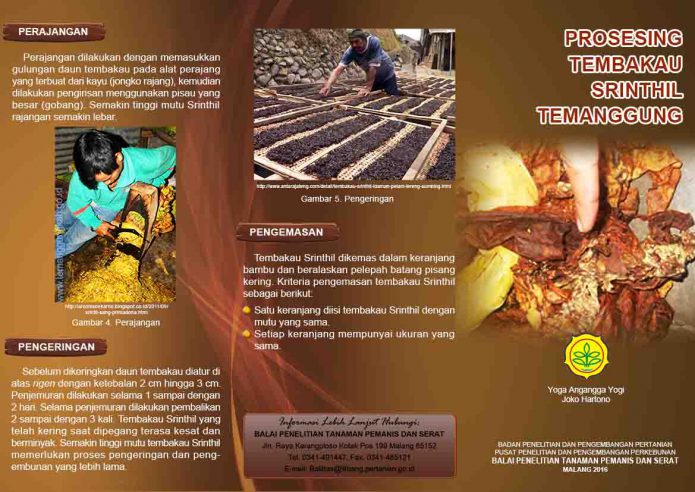 PERAJANGAN
Perajangan dilakukan dengan memasukkan
gulungan daun tembakau pada alat perajang
yang terbuat dari kayu (jongko rajang), kemudian
dilakukan pengirisan menggunakan pisau yang
besar (gobang). Semakin tinggi mutu Srinthil
rajangan semakin lebar.
Gambar 4. Perajangan
PENGERINGAN
Sebelum dikeringkan daun tembakau diatur di
atas rigen dengan ketebalan 2 cm hingga 3 cm.
Penjemuran dilakukan selama 1 sampai dengan
2 hari. Selama penjemuran dilakukan pembalikan
2 sampai dengan 3 kali. Tembakau Srinthil yang
telah kering saat dipegang terasa kesat dan
berminyak. Semakin tinggi mutu tembakau Srinthil
memerlukan proses pengeringan dan peng-
embunan yang lebih lama.
Gambar 5. Pengeringan
PENGEMASAN
Tembakau Srinthil dikemas dalam keranjang
bambu dan beralaskan pelepah batang pisang
kering. Kriteria pengemasan tembakau Srinthil
sebagai berikut:
Satu keranjang diisi tembakau Srinthil dengan
mutu yang sama.
Setiap keranjang mempunyai ukuran yang
sama.
Informasi Lebih Lanjut Hubungi:
BALAI PENELITIAN TANAMAN PEMANIS DAN SERAT
Jln. Raya Karangploso Kotak Pos 199 Malang 65152
Tel. 0341-491447, Fax. 0341-485121
E-mail: Balittas@litbang.pertanian.go.id
PROSESING
TEMBAKAU
SRINTHIL
TEMANGGUNG
Yoga Angangga Yogi
Joko Hartono
BADAN PENELITIAN DAN PENGEMBANGAN PERTANIAN
PUSAT PENELITIAN DAN PENGEMBANGAN PERKEBUNAN
BALAI PENELITIAN TANAMAN PEMANIS DAN SERAT
MALANG 2016